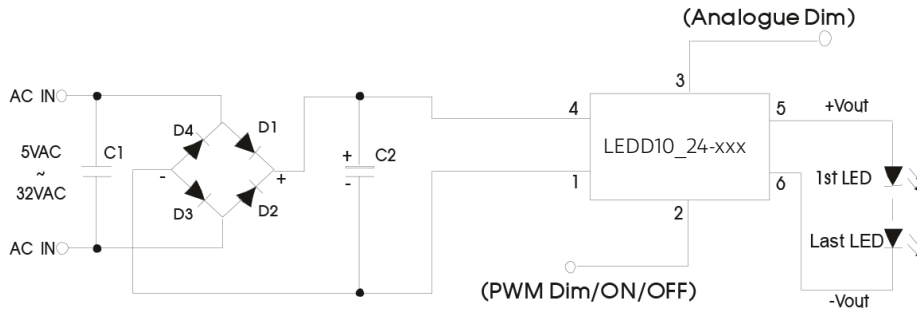 (Analogue Dim)
3
AC IN
D4
D1
4
5
+Vout
5VAC
~
32VAC
C1
-
+
+
-
C2
LEDD10_24-xxx
1st LED
D3
D2
1
6
2
AC IN
Last LED
(PWM Dim/ON/OFF)
-Vout